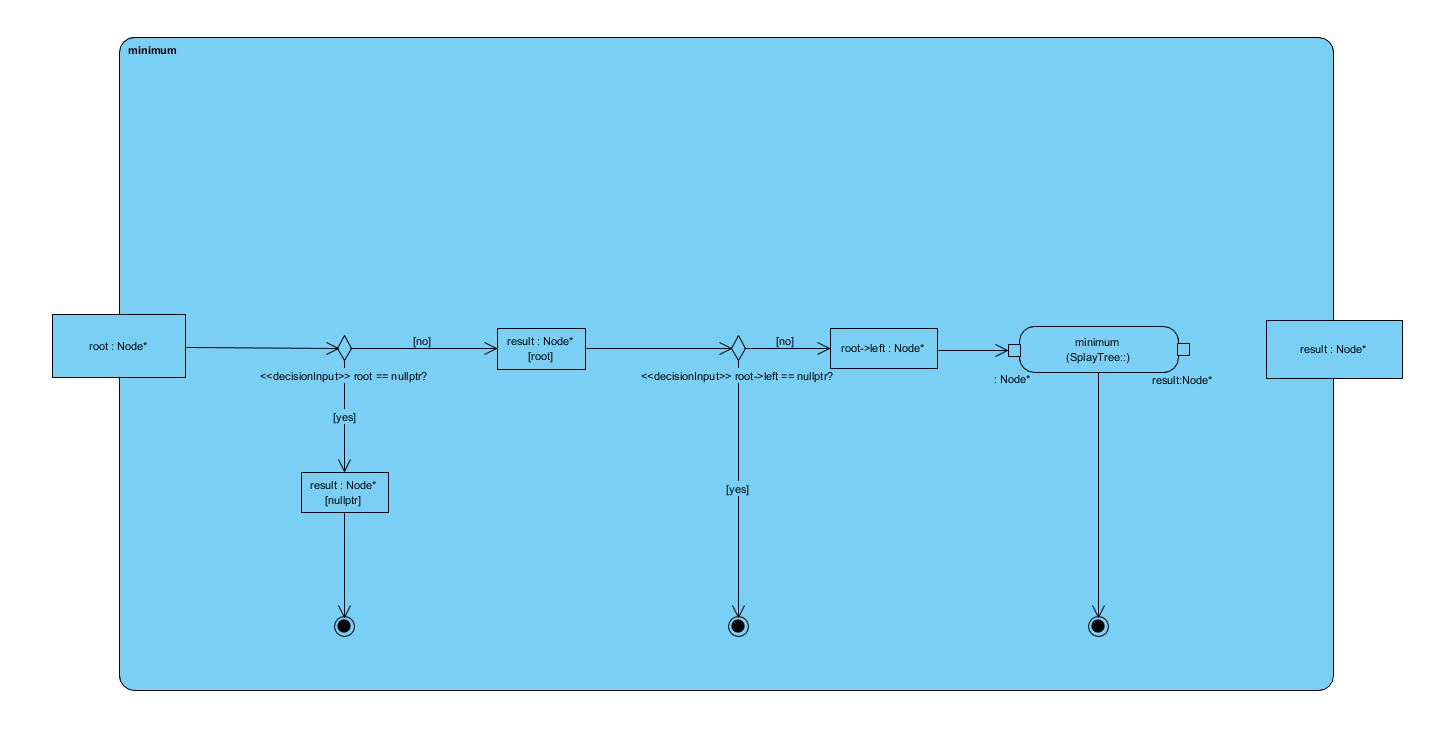 minimum
root : Node*
<<decisionInput>> root == nullptr?
[no]
[yes]
result : Node*
[nullptr]
result : Node*
[root]
<<decisionInput>> root->left == nullptr?
[no]
[yes]
root->left : Node*
: Node*
minimum
(SplayTree::)
result:Node*
result : Node*